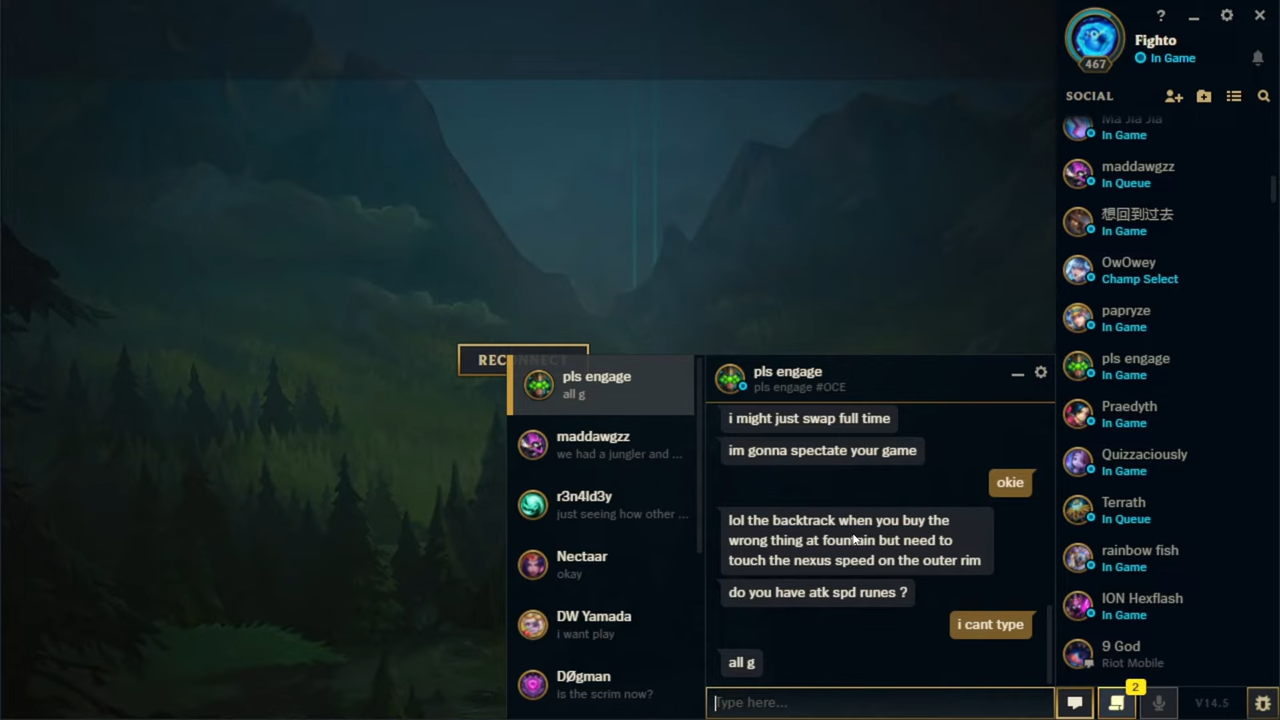 ?
Fighto
467
In Game
SOCIAL
Ma Jia Jia
In Game
maddawgzz
In Queue
想回到过去
In Game
OwOwey
Champ Select
papryze
In Game
pls engage
In Game
Praedyth
In Game
Quizzaciously
In Game
Terrath
In Queue
rainbow fish
In Game
ION Hexflash
In Game
9 God
Riot Mobile
RECONNECT
pls engage
all g
maddawgzz
we had a jungler and ...
r3n4ld3y
just seeing how other ...
Nectaar
okay
DW Yamada
i want play
DØgman
is the scrim now?
pls engage
pls engage #OCE
i might just swap full time
im gonna spectate your game
okie
lol the backtrack when you buy the
wrong thing at fountain but need to
touch the nexus speed on the outer rim
do you have atk spd runes ?
i cant type
all g
Type here...
2
V14.5